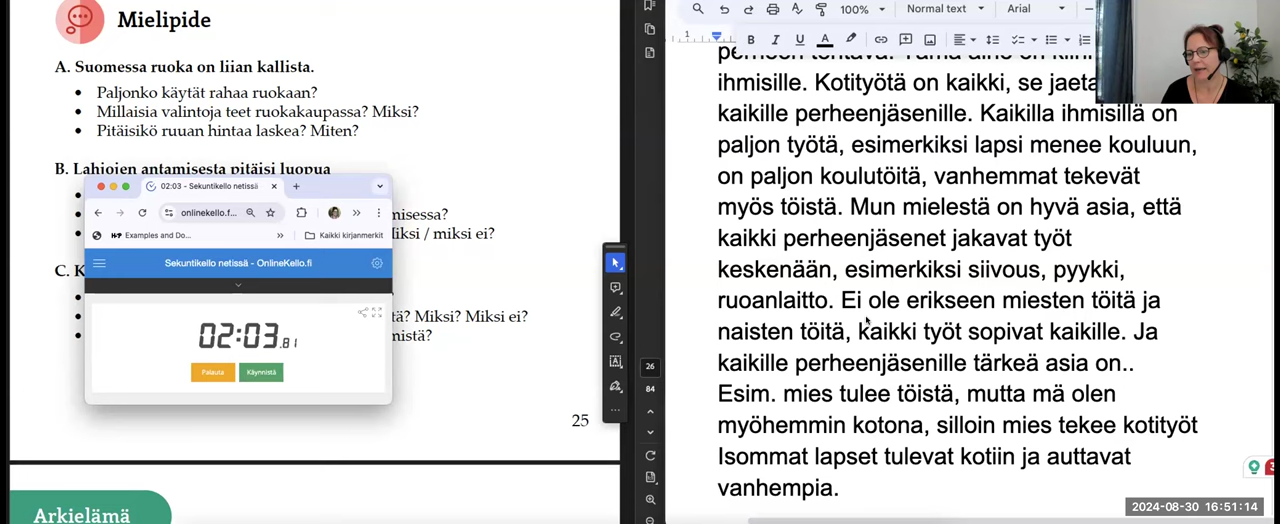 Mielipide
A. Suomessa ruoka on liian kallista.
Paljonko käytät rahaa ruokaan?
Millaisia valintoja teet ruokakaupassa? Miksi?
Pitäisikö ruuan hintaa laskea? Miten?
B. Lahjojen antamisesta pitäisi luopua
misessa?
iksi / miksi ei?
C. K
tä? Miksi? Miksi ei?
mistä?
25
Arkielämä
02:03 - Sekuntikello netissä
onlinekello.f...
Examples and Do...
Kaikki kirjanmerkit
Sekuntikello netissä - OnlineKello.fi
02:03.81
Palauta
Käynnistä
26
84
100%
Normal text
Arial
1
B I U A
ihmisille. Kotityötä on kaikki, se jaeta
kaikille perheenjäsenille. Kaikilla ihmisillä on
paljon työtä, esimerkiksi lapsi menee kouluun,
on paljon koulutöitä, vanhemmat tekevät
myös töistä. Mun mielestä on hyvä asia, että
kaikki perheenjäsenet jakavat työt
keskenään, esimerkiksi siivous, pyykki,
ruoanlaitto. Ei ole erikseen miesten töitä ja
naisten töitä, kaikki työt sopivat kaikille. Ja
kaikille perheenjäsenille tärkeä asia on..
Esim. mies tulee töistä, mutta mä olen
myöhemmin kotona, silloin mies tekee kotityöt
Isommat lapset tulevat kotiin ja auttavat
vanhempia.
2024-08-30 16:51:14